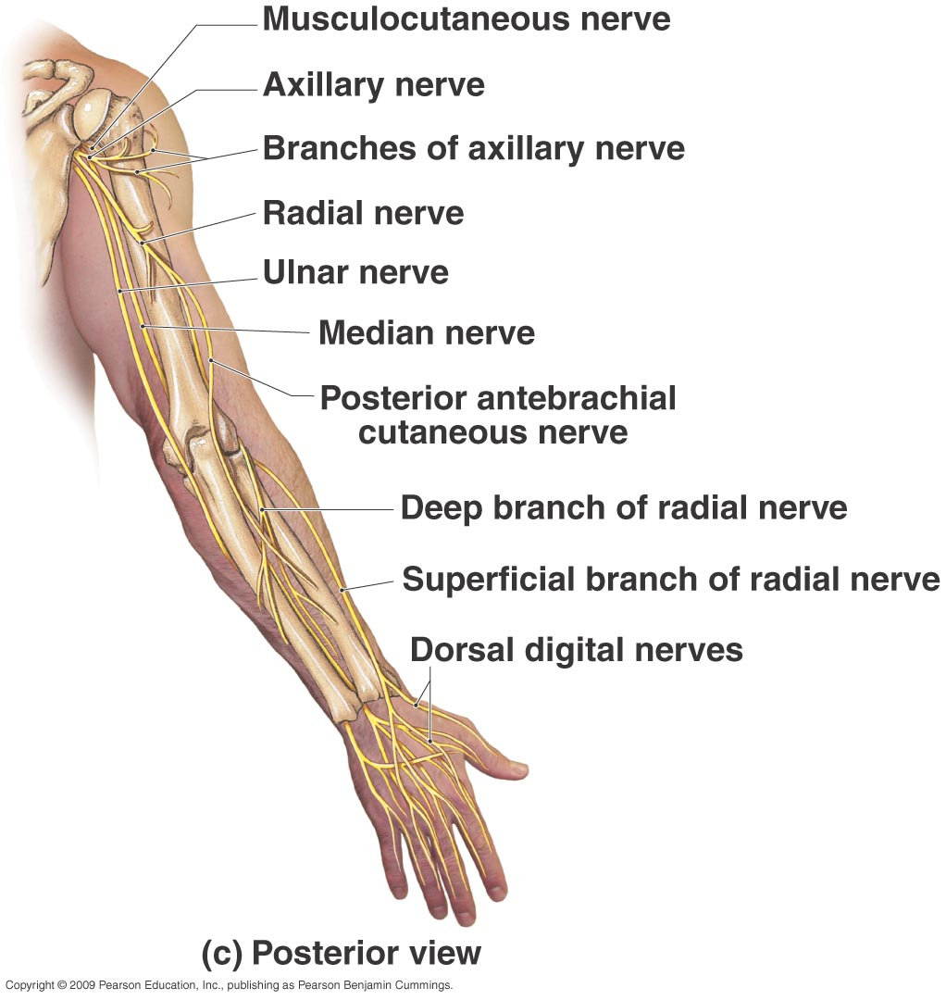 Musculocutaneous nerve
Axillary nerve
Branches of axillary nerve
Radial nerve
Ulnar nerve
Median nerve
Posterior antebrachial
cutaneous nerve
Deep branch of radial nerve
Superficial branch of radial nerve
Dorsal digital nerves
(c) Posterior view
Copyright © 2009 Pearson Education, Inc., publishing as Pearson Benjamin Cummings.